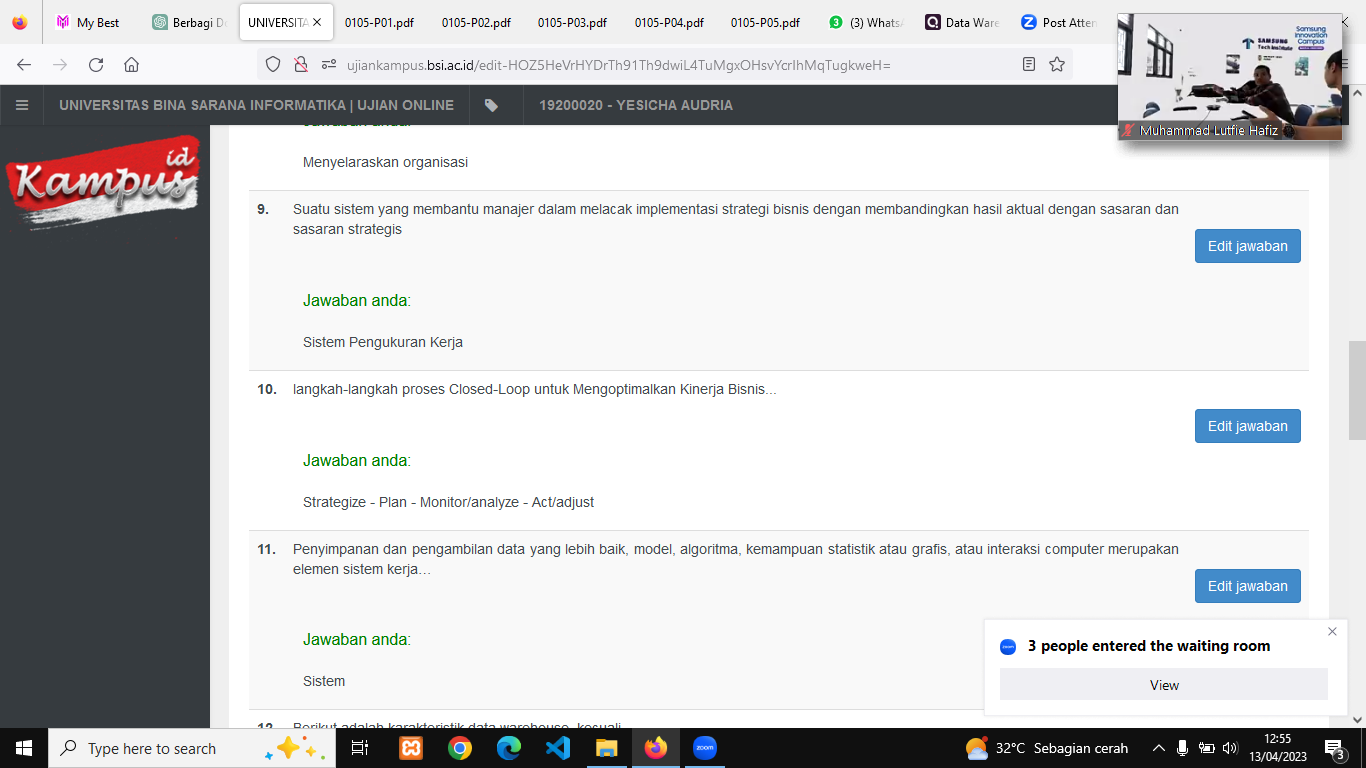 My Best
Berbagi D
UNIVERSITA
0105-P01.pdf
0105-P02.pdf
0105-P03.pdf
0105-P04.pdf
0105-P05.pdf
(3) Whats
Data Ware
Post Atten
ujiankampus.bsi.ac.id/edit-HOZ5HeVrHYDrTh91Th9dwiL4TuMgxOHsvYcrIhMqTugkweH=
SAMSUNG
Tech Institute
Samsung
Innovation
Campus
Muhammad Lutfie Hafiz
UNIVERSITAS BINA SARANA INFORMATIKA | UJIAN ONLINE
19200020 - YESICHA AUDRIA
Kampus id
Jawaban anda:
Menyelaraskan organisasi
9. Suatu sistem yang membantu manajer dalam melacak implementasi strategi bisnis dengan membandingkan hasil aktual dengan sasaran dan
sasaran strategis
Edit jawaban
Jawaban anda:
Sistem Pengukuran Kerja
10. langkah-langkah proses Closed-Loop untuk Mengoptimalkan Kinerja Bisnis...
Edit jawaban
Jawaban anda:
Strategize - Plan - Monitor/analyze - Act/adjust
11. Penyimpanan dan pengambilan data yang lebih baik, model, algoritma, kemampuan statistik atau grafis, atau interaksi computer merupakan
elemen sistem kerja…
Edit jawaban
Jawaban anda:
Sistem
12. Berikut adalah karakteristik data warehouse, kecuali
zoom
3 people entered the waiting room
View
Type here to search
zoom
32°C Sebagian cerah
12:55
13/04/2023
3